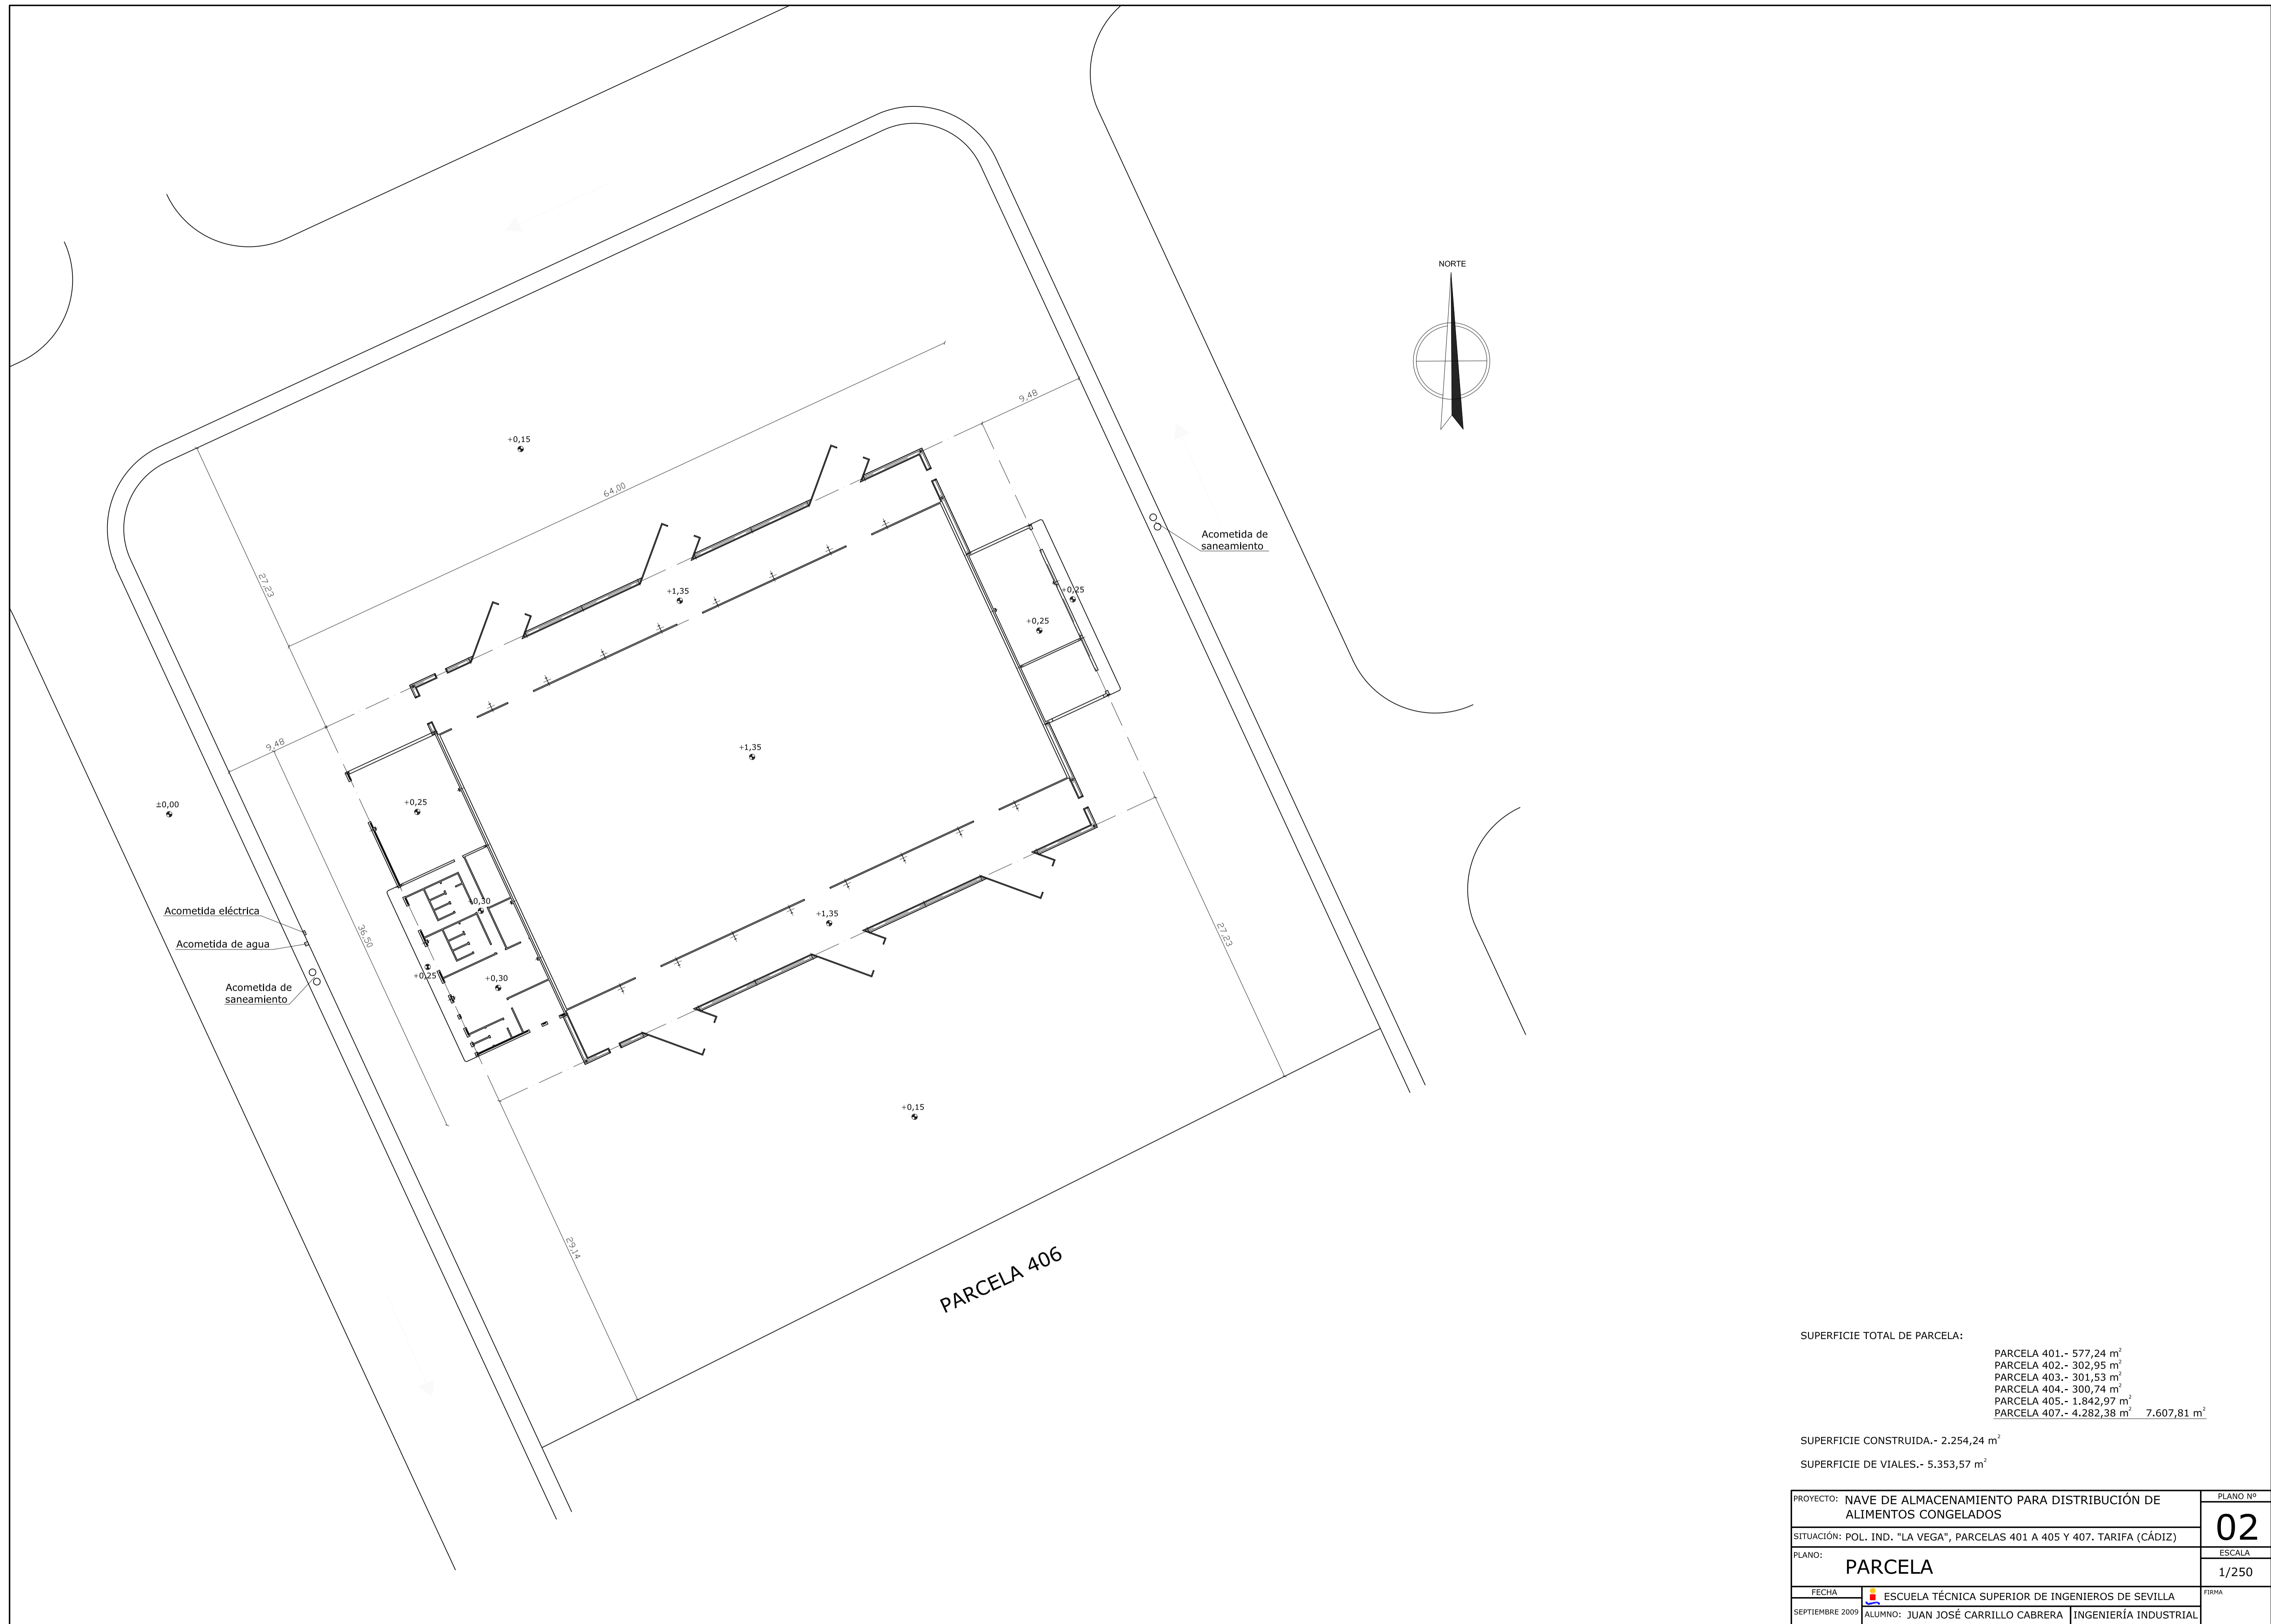 NORTE
9,48
+0,15
64,00
Acometida de
saneamiento
27,23
+1,35
+0,25
+0,25
9,48
+1,35
±0,00
+0,25
+0,30
Acometida eléctrica
+1,35
36,50
27,23
Acometida de agua
+0,25
+0,30
Acometida de
saneamiento
+0,15
29,14
PARCELA 406
SUPERFICIE TOTAL DE PARCELA:
PARCELA 401.- 577,24 m²
PARCELA 402.- 302,95 m²
PARCELA 403.- 301,53 m²
PARCELA 404.- 300,74 m²
PARCELA 405.- 1.842,97 m²
PARCELA 407.- 4.282,38 m² 7.607,81 m²
SUPERFICIE CONSTRUIDA.- 2.254,24 m²
SUPERFICIE DE VIALES.- 5.353,57 m²
PROYECTO: NAVE DE ALMACENAMIENTO PARA DISTRIBUCIÓN DE
ALIMENTOS CONGELADOS
PLANO Nº
02
SITUACIÓN: POL. IND. "LA VEGA", PARCELAS 401 A 405 Y 407. TARIFA (CÁDIZ)
PLANO:
PARCELA
ESCALA
1/250
FECHA
SEPTIEMBRE 2009
ESCUELA TÉCNICA SUPERIOR DE INGENIEROS DE SEVILLA
ALUMNO: JUAN JOSÉ CARRILLO CABRERA
INGENIERÍA INDUSTRIAL
FIRMA